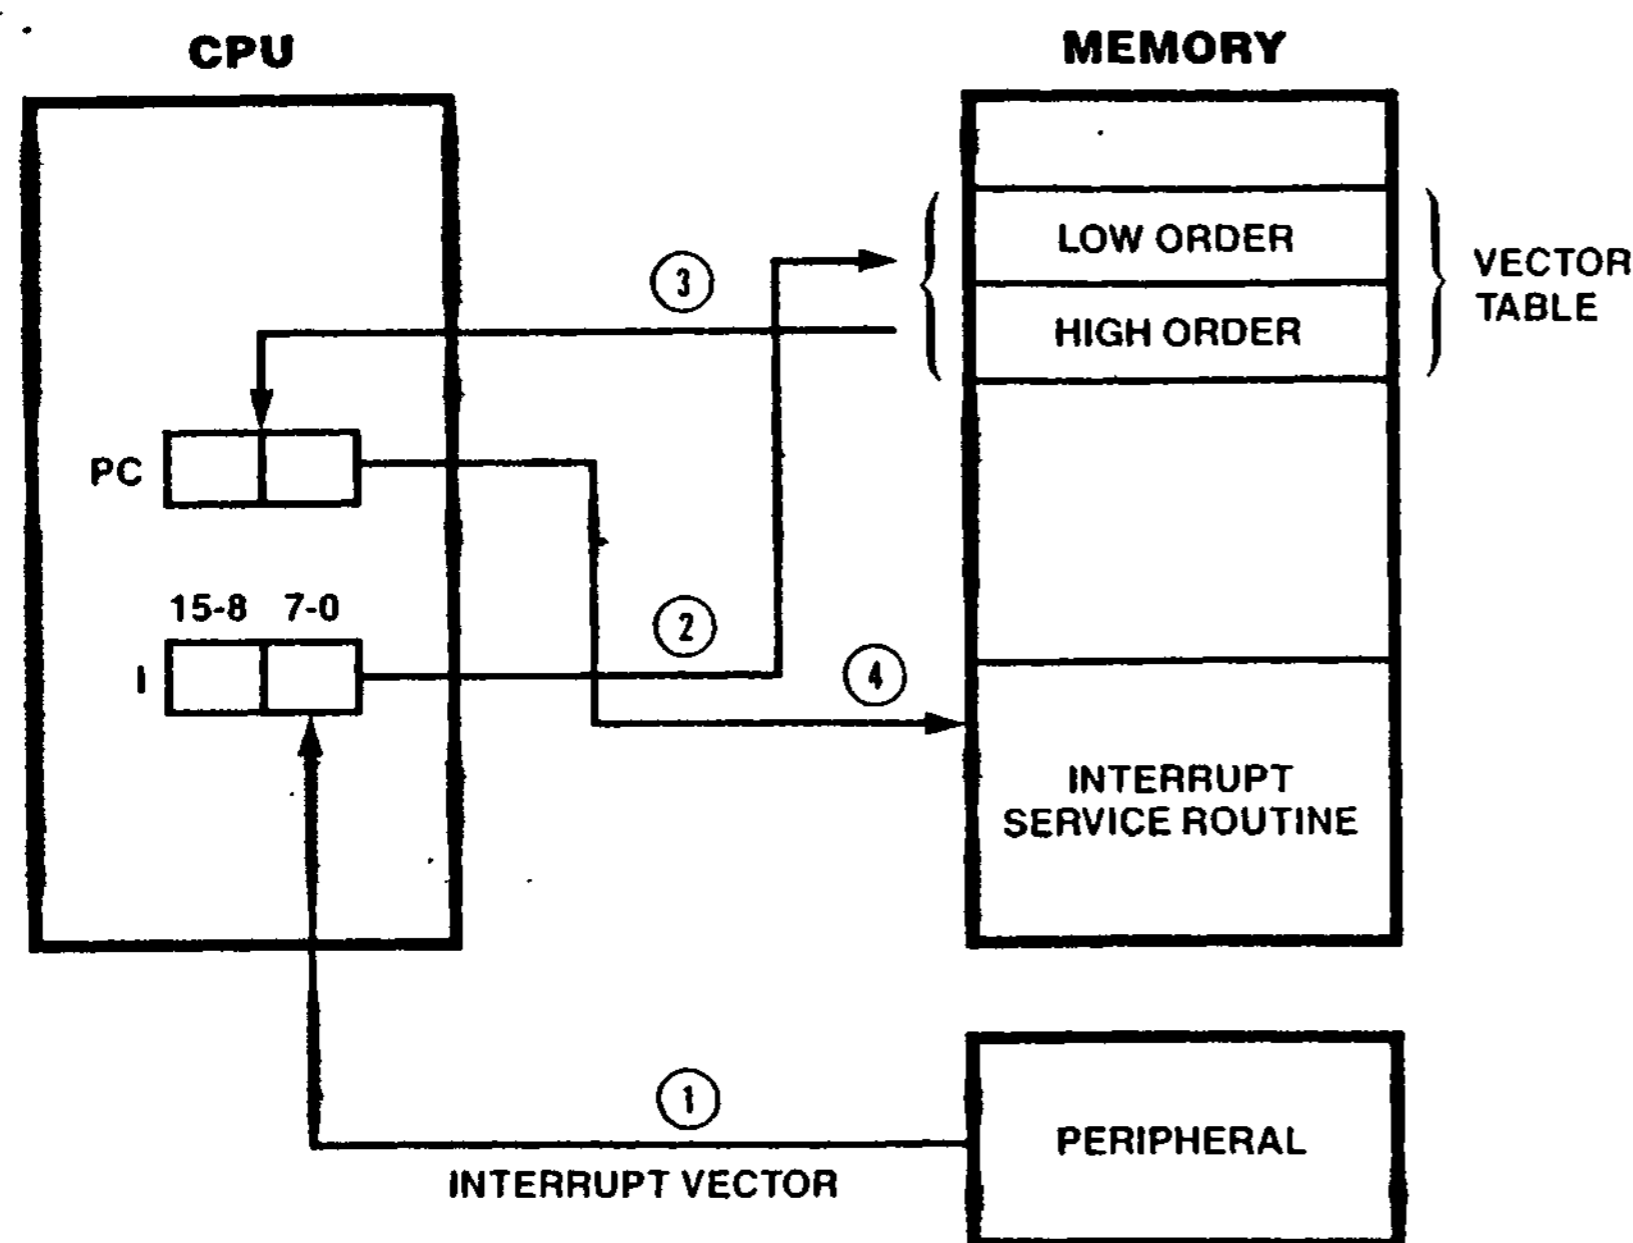 CPU
MEMORY
LOW ORDER
HIGH ORDER
VECTOR
TABLE
3
PC
15-8 7-0
I
2
4
INTERRUPT
SERVICE ROUTINE
1
INTERRUPT VECTOR
PERIPHERAL